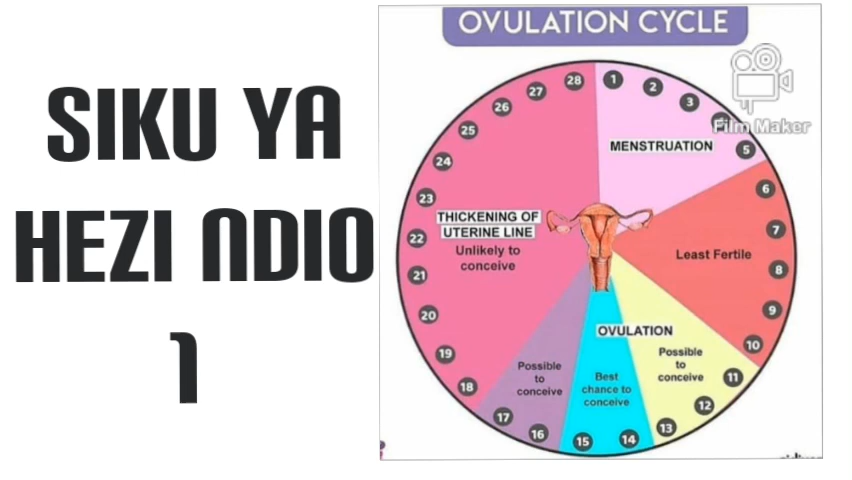 SIKU YA
HEZI NDIO
1
OVULATION CYCLE
Film Maker
28
1
2
3
5
6
7
8
9
10
11
12
13
14
15
16
17
18
19
20
21
22
23
24
25
26
27
MENSTRUATION
Least Fertile
THICKENING OF
UTERINE LINE
Unlikely to
conceive
OVULATION
Possible
to
conceive
Best
chance to
conceive
Possible
to
conceive